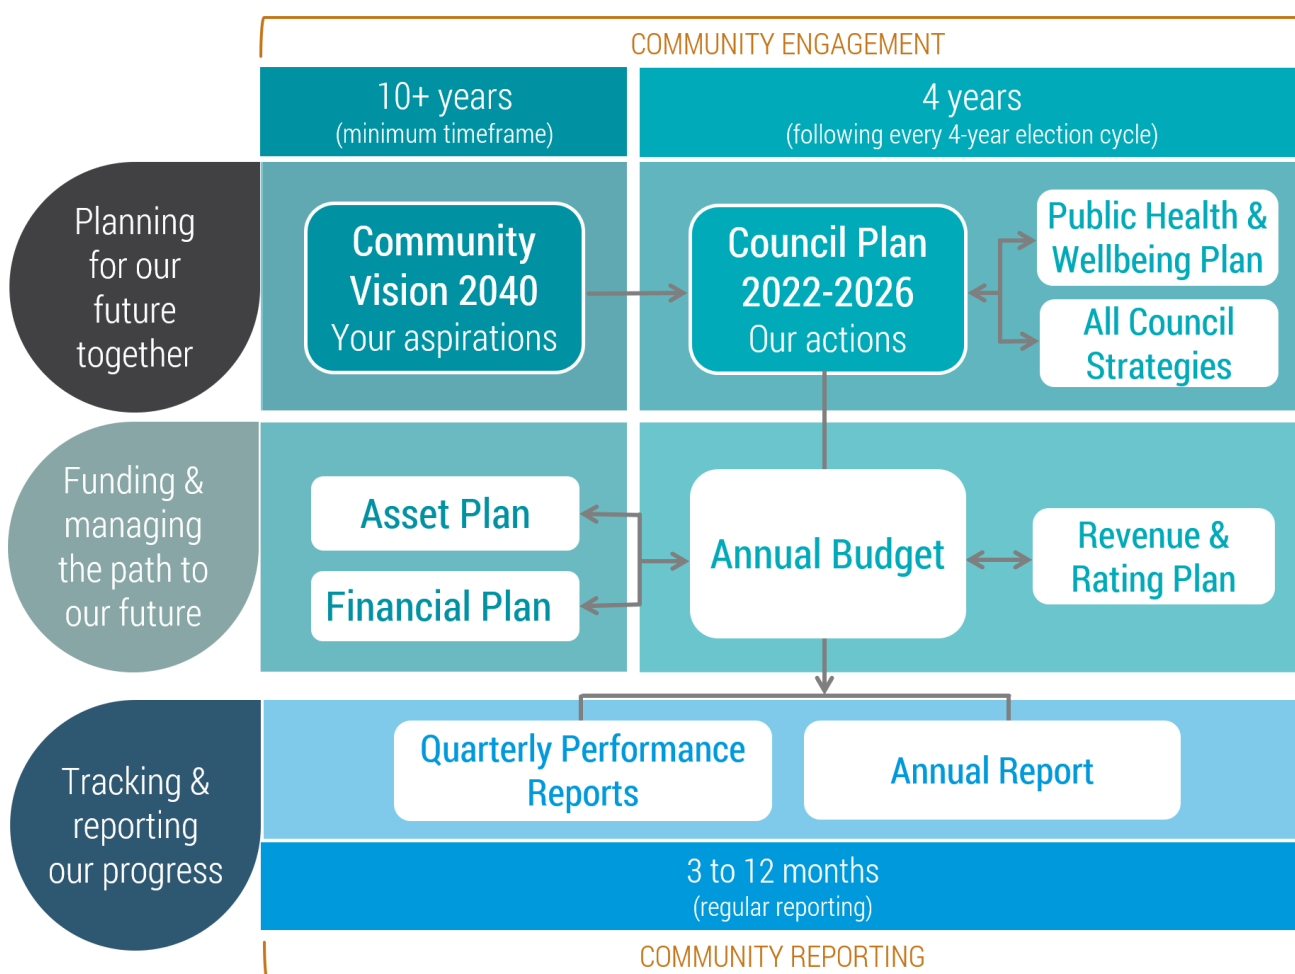 COMMUNITY ENGAGEMENT
10+ years
(minimum timeframe)
4 years
(following every 4-year election cycle)
Planning
for our
future
together
Community
Vision 2040
Your aspirations
Council Plan
2022-2026
Our actions
Public Health &
Wellbeing Plan
All Council
Strategies
Funding &
managing
the path to
our future
Asset Plan
Financial Plan
Annual Budget
Revenue &
Rating Plan
Tracking &
reporting
our progress
Quarterly Performance
Reports
Annual Report
3 to 12 months
(regular reporting)
COMMUNITY REPORTING